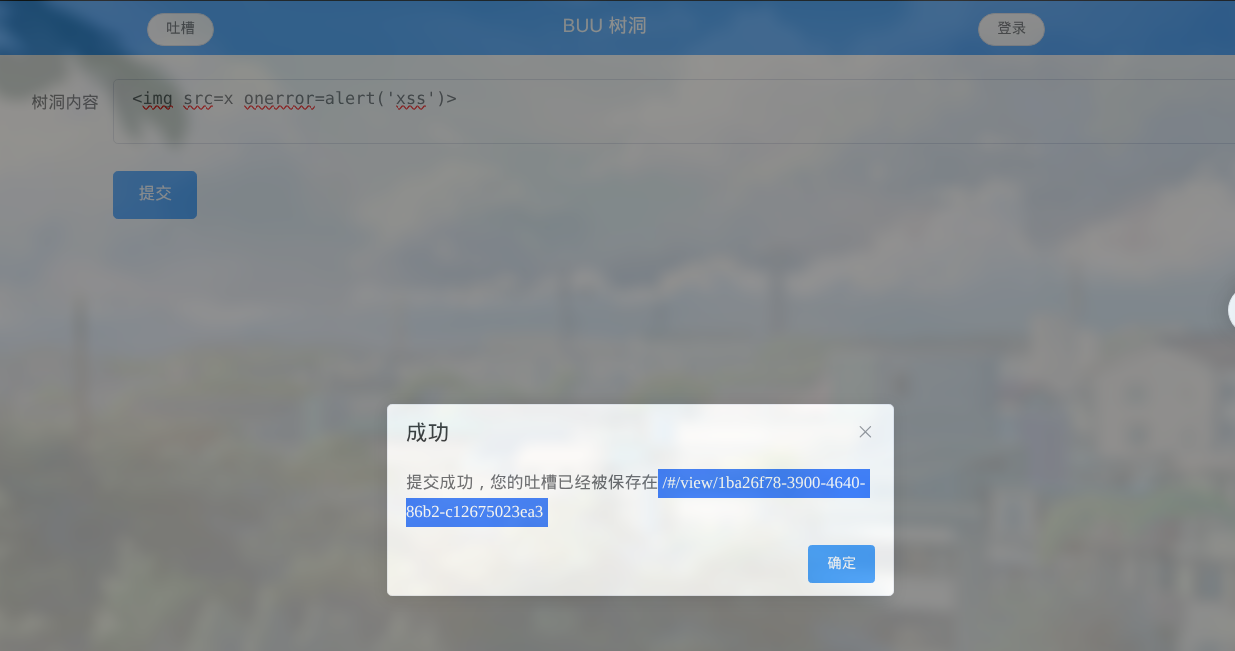 吐槽
BUU 树洞
登录
树洞内容
<img src=x onerror=alert('xss')>
提交
成功
提交成功，您的吐槽已经被保存在 /#/view/1ba26f78-3900-4640-
86b2-c12675023ea3
确定